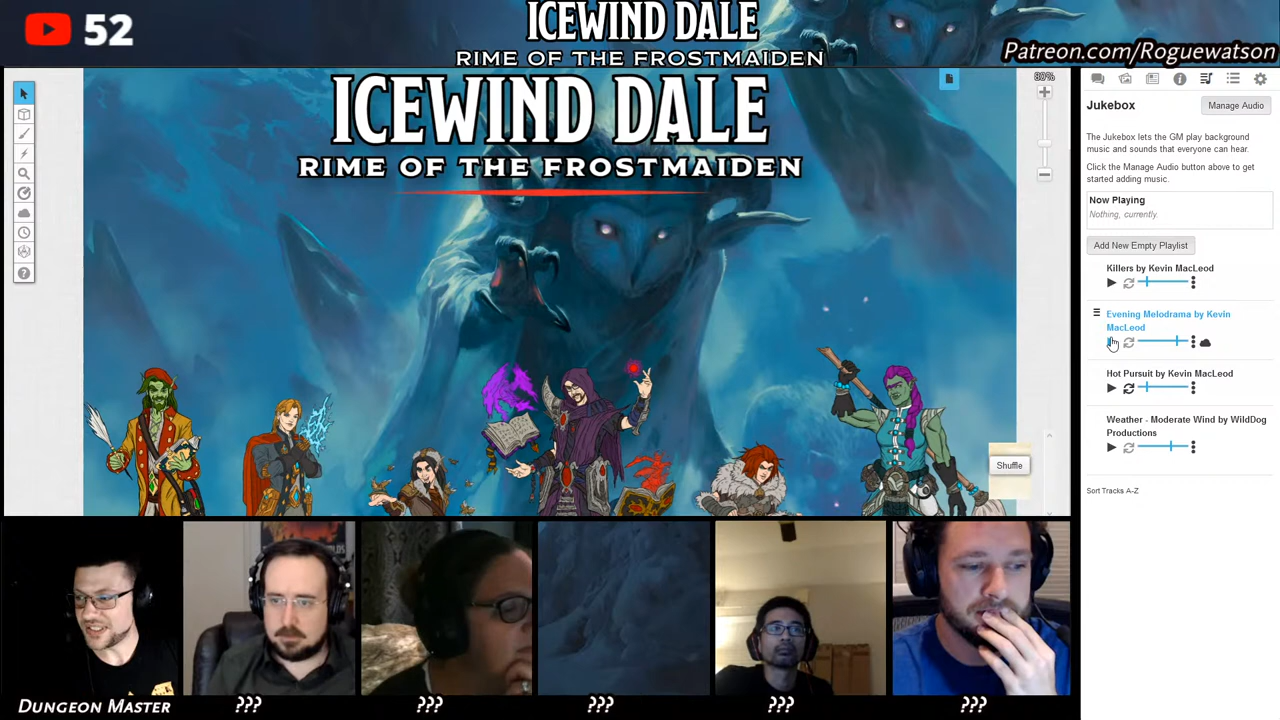 52
ICEWIND DALE
RIME OF THE FROSTMAIDEN
Patreon.com/Roguewatson
ICEWIND DALE
RIME OF THE FROSTMAIDEN
80%
Jukebox
Manage Audio
The Jukebox lets the GM play background
music and sounds that everyone can hear.
Click the Manage Audio button above to get
started adding music.
Now Playing
Nothing, currently.
Add New Empty Playlist
Killers by Kevin MacLeod
Evening Melodrama by Kevin
MacLeod
Hot Pursuit by Kevin MacLeod
Weather - Moderate Wind by WildDog
Productions
Shuffle
Sort Tracks A-Z
DUNGEON MASTER
???
???
???
???
???